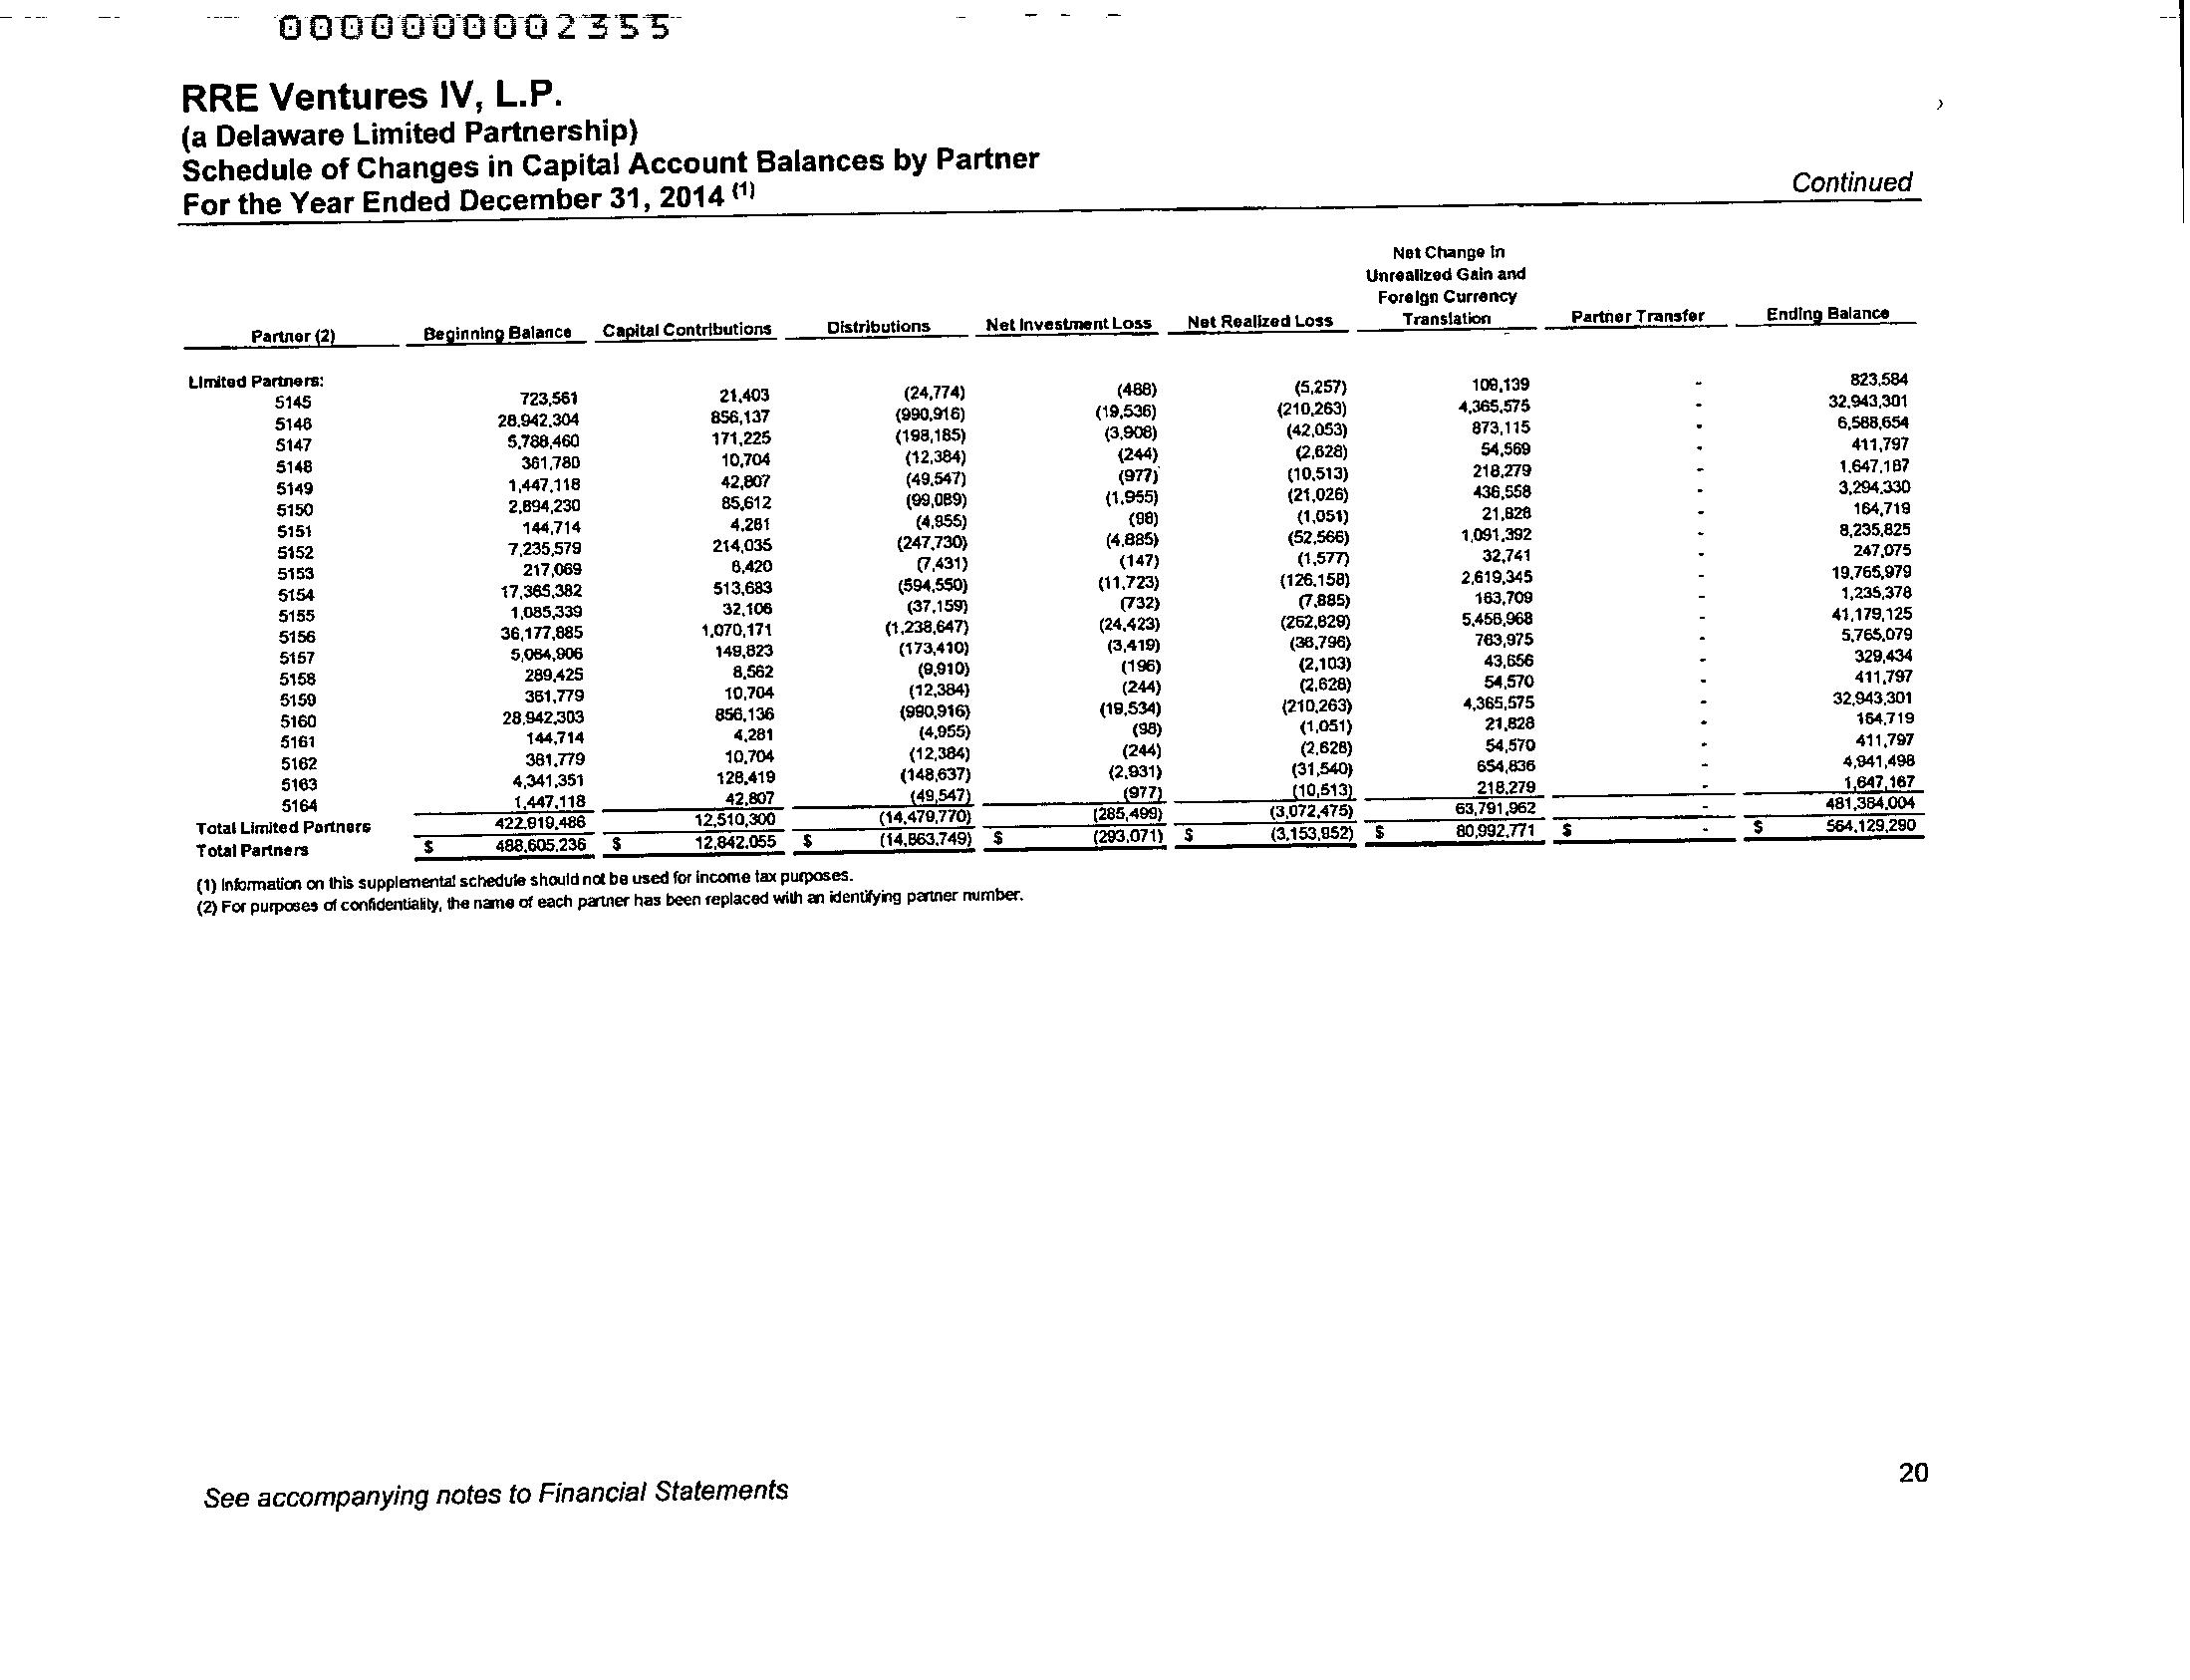 0000000002355
RRE Ventures IV, L.P.
(a Delaware Limited Partnership)
Schedule of Changes in Capital Account Balances by Partner
For the Year Ended December 31, 2014 (1)
Continued
Partner (2) Beginning Balance Capital Contributions Distributions Net Investment Loss Net Realized Loss Net Change in Unrealized Gain and Foreign Currency Translation Partner Transfer Ending Balance
Limited Partners:
5145 723,561 21,403 (24,774) (488) (5,257) 109,139 - 823,584
5146 28,942,304 856,137 (990,916) (19,536) (210,263) 4,365,575 - 32,943,301
5147 5,788,460 171,225 (198,185) (3,908) (42,053) 873,115 - 6,588,654
5148 361,780 10,704 (12,384) (244) (2,628) 54,569 - 411,797
5149 1,447,118 42,807 (49,547) (977) (10,513) 218,279 - 1,647,167
5150 2,894,230 85,612 (99,089) (1,955) (21,026) 436,558 - 3,294,330
5151 144,714 4,281 (4,955) (98) (1,051) 21,828 - 164,719
5152 7,235,579 214,035 (247,730) (4,885) (52,566) 1,091,392 - 8,235,825
5153 217,069 6,420 (7,431) (147) (1,577) 32,741 - 247,075
5154 17,365,382 513,683 (594,550) (11,723) (126,158) 2,619,345 - 19,765,979
5155 1,085,339 32,106 (37,159) (732) (7,885) 163,709 - 1,235,378
5156 36,177,885 1,070,171 (1,238,647) (24,423) (262,829) 5,456,968 - 41,179,125
5157 5,064,906 149,823 (173,410) (3,419) (36,796) 763,975 - 5,765,079
5158 289,425 8,562 (9,910) (196) (2,103) 43,656 - 329,434
5159 361,779 10,704 (12,384) (244) (2,628) 54,570 - 411,797
5160 28,942,303 856,136 (990,916) (19,534) (210,263) 4,365,575 - 32,943,301
5161 144,714 4,281 (4,955) (98) (1,051) 21,828 - 164,719
5162 361,779 10,704 (12,384) (244) (2,628) 54,570 - 411,797
5163 4,341,351 128,419 (148,637) (2,931) (31,540) 654,836 - 4,941,498
5164 1,447,118 42,807 (49,547) (977) (10,513) 218,279 - 1,647,167
Total Limited Partners 422,919,486 12,510,300 (14,479,770) (285,499) (3,072,475) 63,791,962 - 481,384,004
Total Partners $ 488,605,236 $ 12,842,055 $ (14,863,749) $ (293,071) $ (3,153,952) $ 80,992,771 $ - $ 564,129,290
(1) Information on this supplemental schedule should not be used for income tax purposes.
(2) For purposes of confidentiality, the name of each partner has been replaced with an identifying partner number.
See accompanying notes to Financial Statements
20